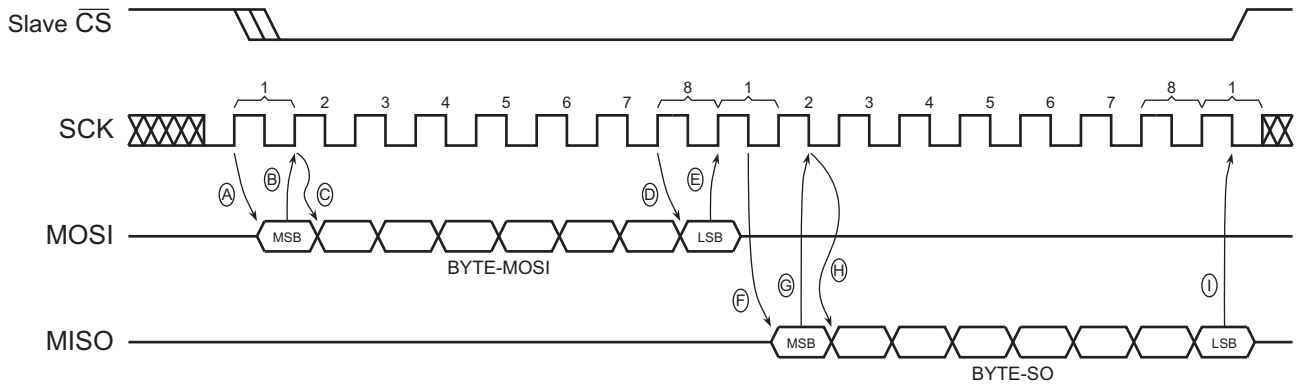 Slave CS
1 2 3 4 5 6 7 8 1 2 3 4 5 6 7 8 1
SCK
A B C D E
MOSI MSB LSB
BYTE-MOSI
F G H I
MISO MSB LSB
BYTE-SO